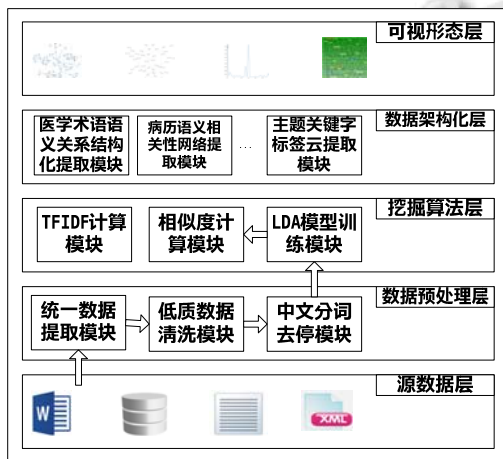 可视形态层
数据架构化层
医学术语语
义关系结构
化提取模块
病历语义相
关性网络提
取模块
...
主题关键字
标签云提取
模块
挖掘算法层
TFIDF计算
模块
相似度计
算模块
LDA模型训
练模块
数据预处理层
统一数据
提取模块
低质数据
清洗模块
中文分词
去停模块
源数据层
W
XML